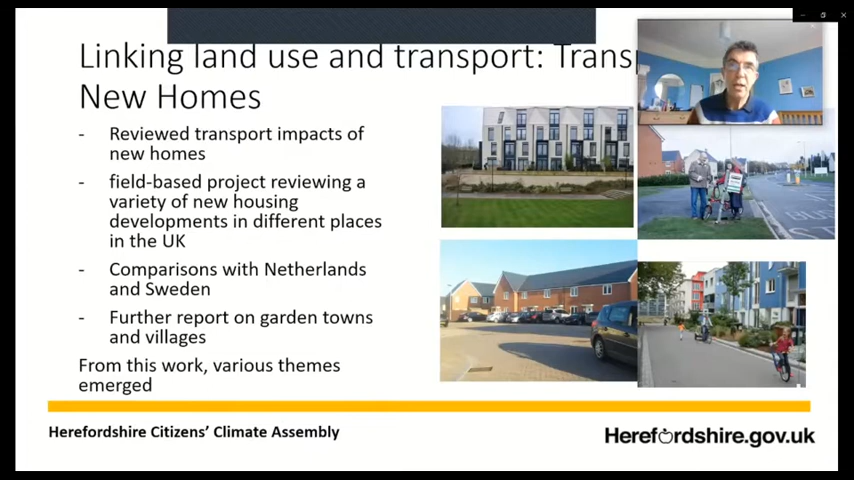 Linking land use and transport:
New Homes
- Reviewed transport impacts of
new homes
- field-based project reviewing a
variety of new housing
developments in different places
in the UK
- Comparisons with Netherlands
and Sweden
- Further report on garden towns
and villages
From this work, various themes
emerged
BUS
Herefordshire Citizens' Climate Assembly
Herefordshire.gov.uk